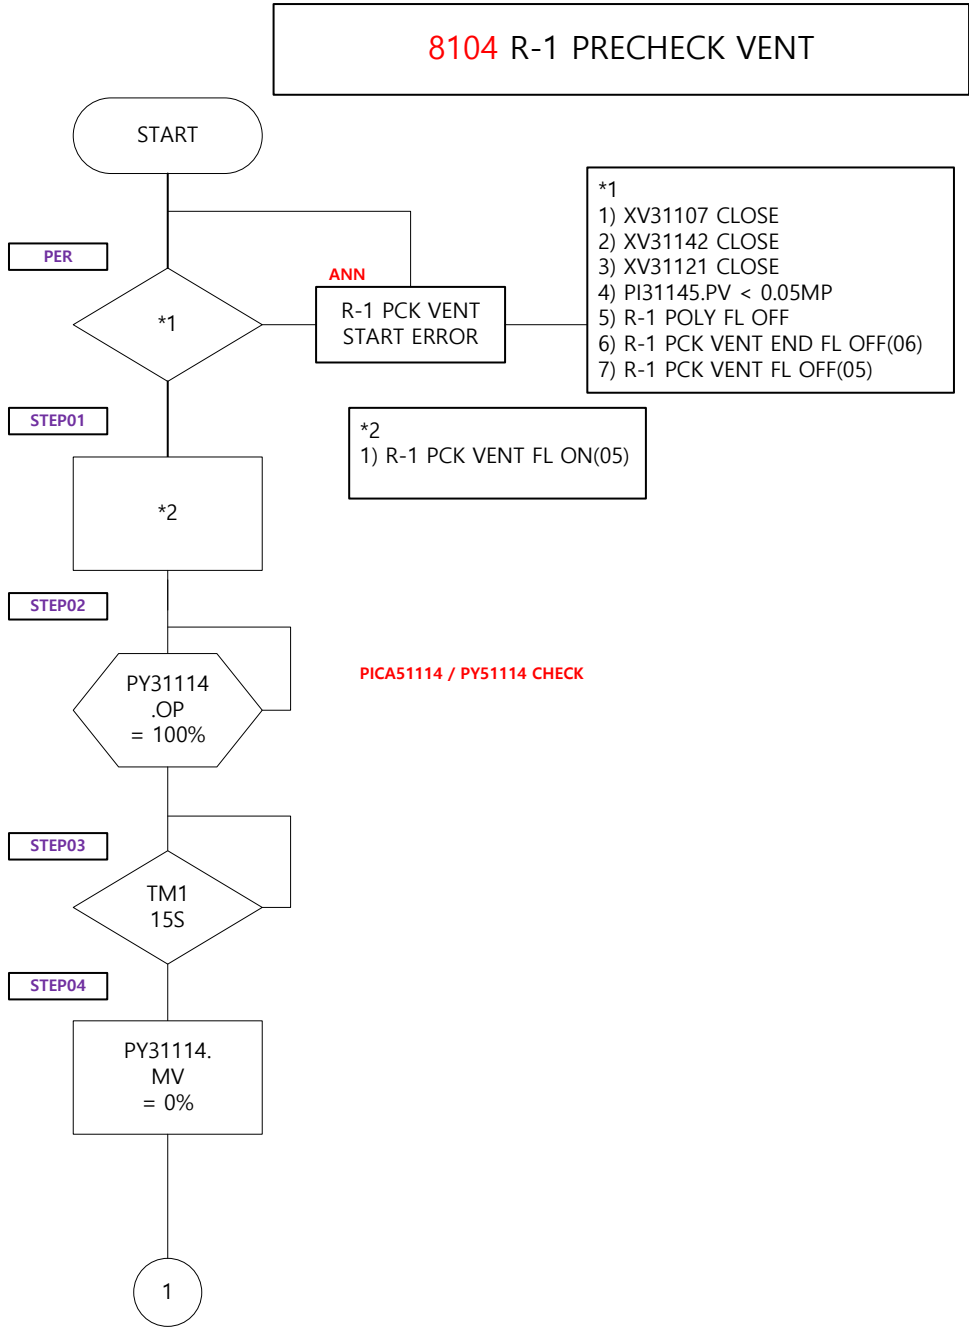 8104 R-1 PRECHECK VENT
START
PER
*1
ANN
R-1 PCK VENT
START ERROR
*1
1) XV31107 CLOSE
2) XV31142 CLOSE
3) XV31121 CLOSE
4) PI31145.PV < 0.05MP
5) R-1 POLY FL OFF
6) R-1 PCK VENT END FL OFF(06)
7) R-1 PCK VENT FL OFF(05)
STEP01
*2
*2
1) R-1 PCK VENT FL ON(05)
STEP02
PY31114
.OP
= 100%
PICA51114 / PY51114 CHECK
STEP03
TM1
15S
STEP04
PY31114.
MV
= 0%
1